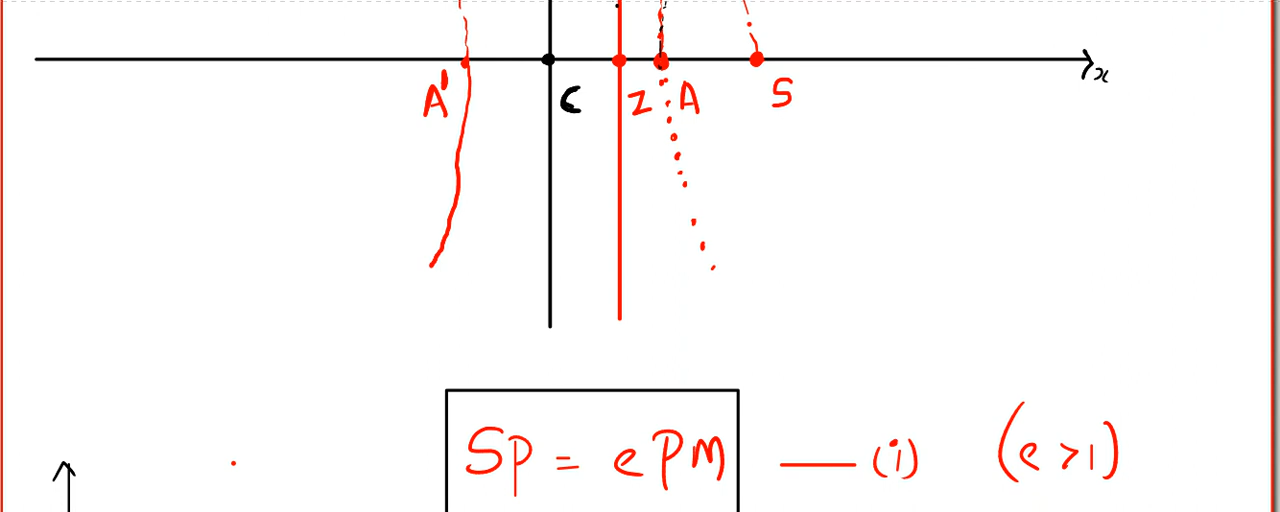 x
A' C Z A S
SP = ePM — (i) (e > 1)